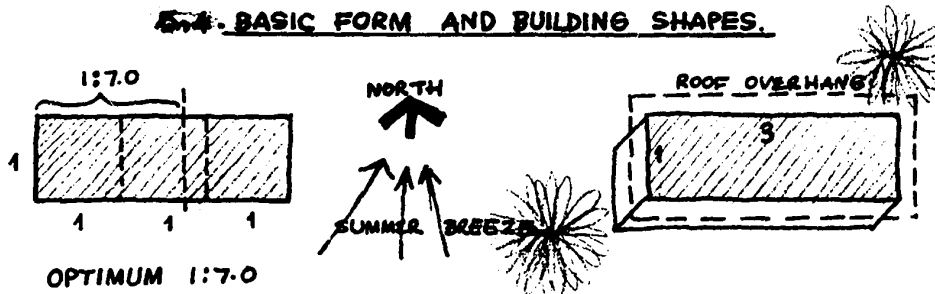 BASIC FORM AND BUILDING SHAPES.
1:7.0
NORTH
ROOF OVERHANG
1
1
1
1
3
1
SUMMER BREEZE
OPTIMUM 1:7.0